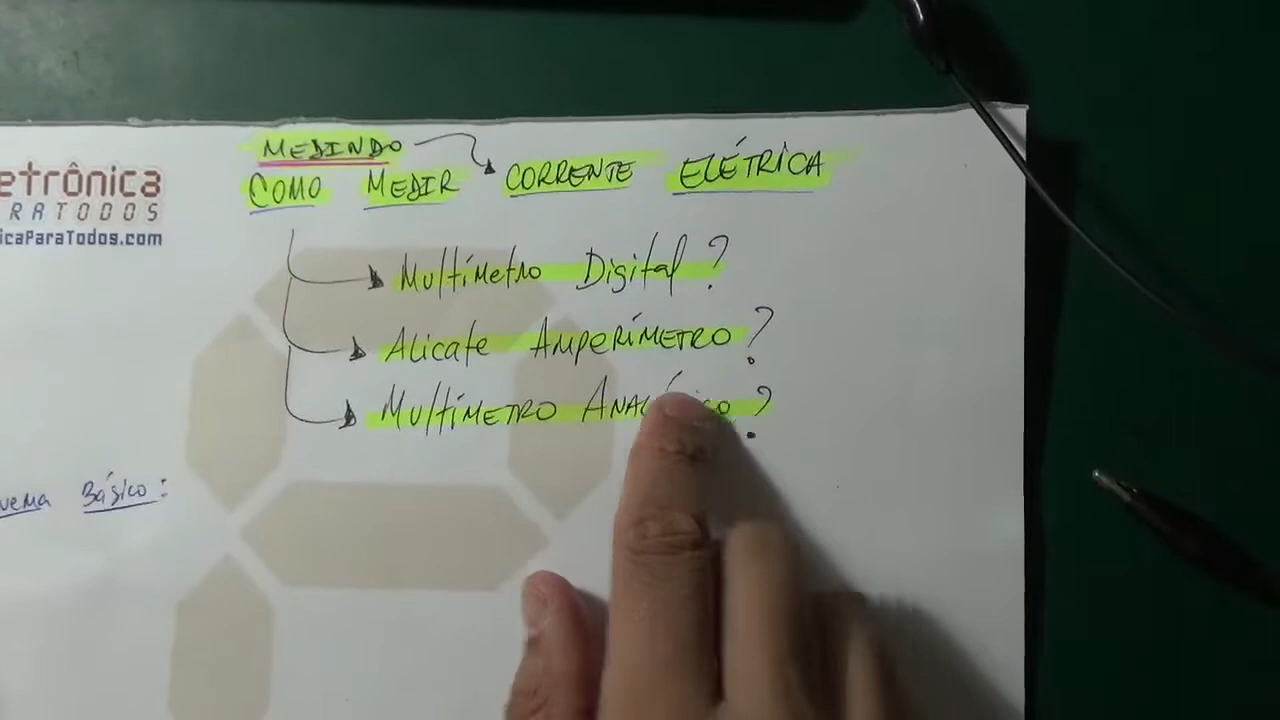 MEDINDO
COMO MEDIR CORRENTE ELÉTRICA
etrônica
RATODOS
icaParaTodos.com
Multímetro Digital ?
Alicate AMPERÍMETRO ?
MultíMETRO ?
uema Básico: